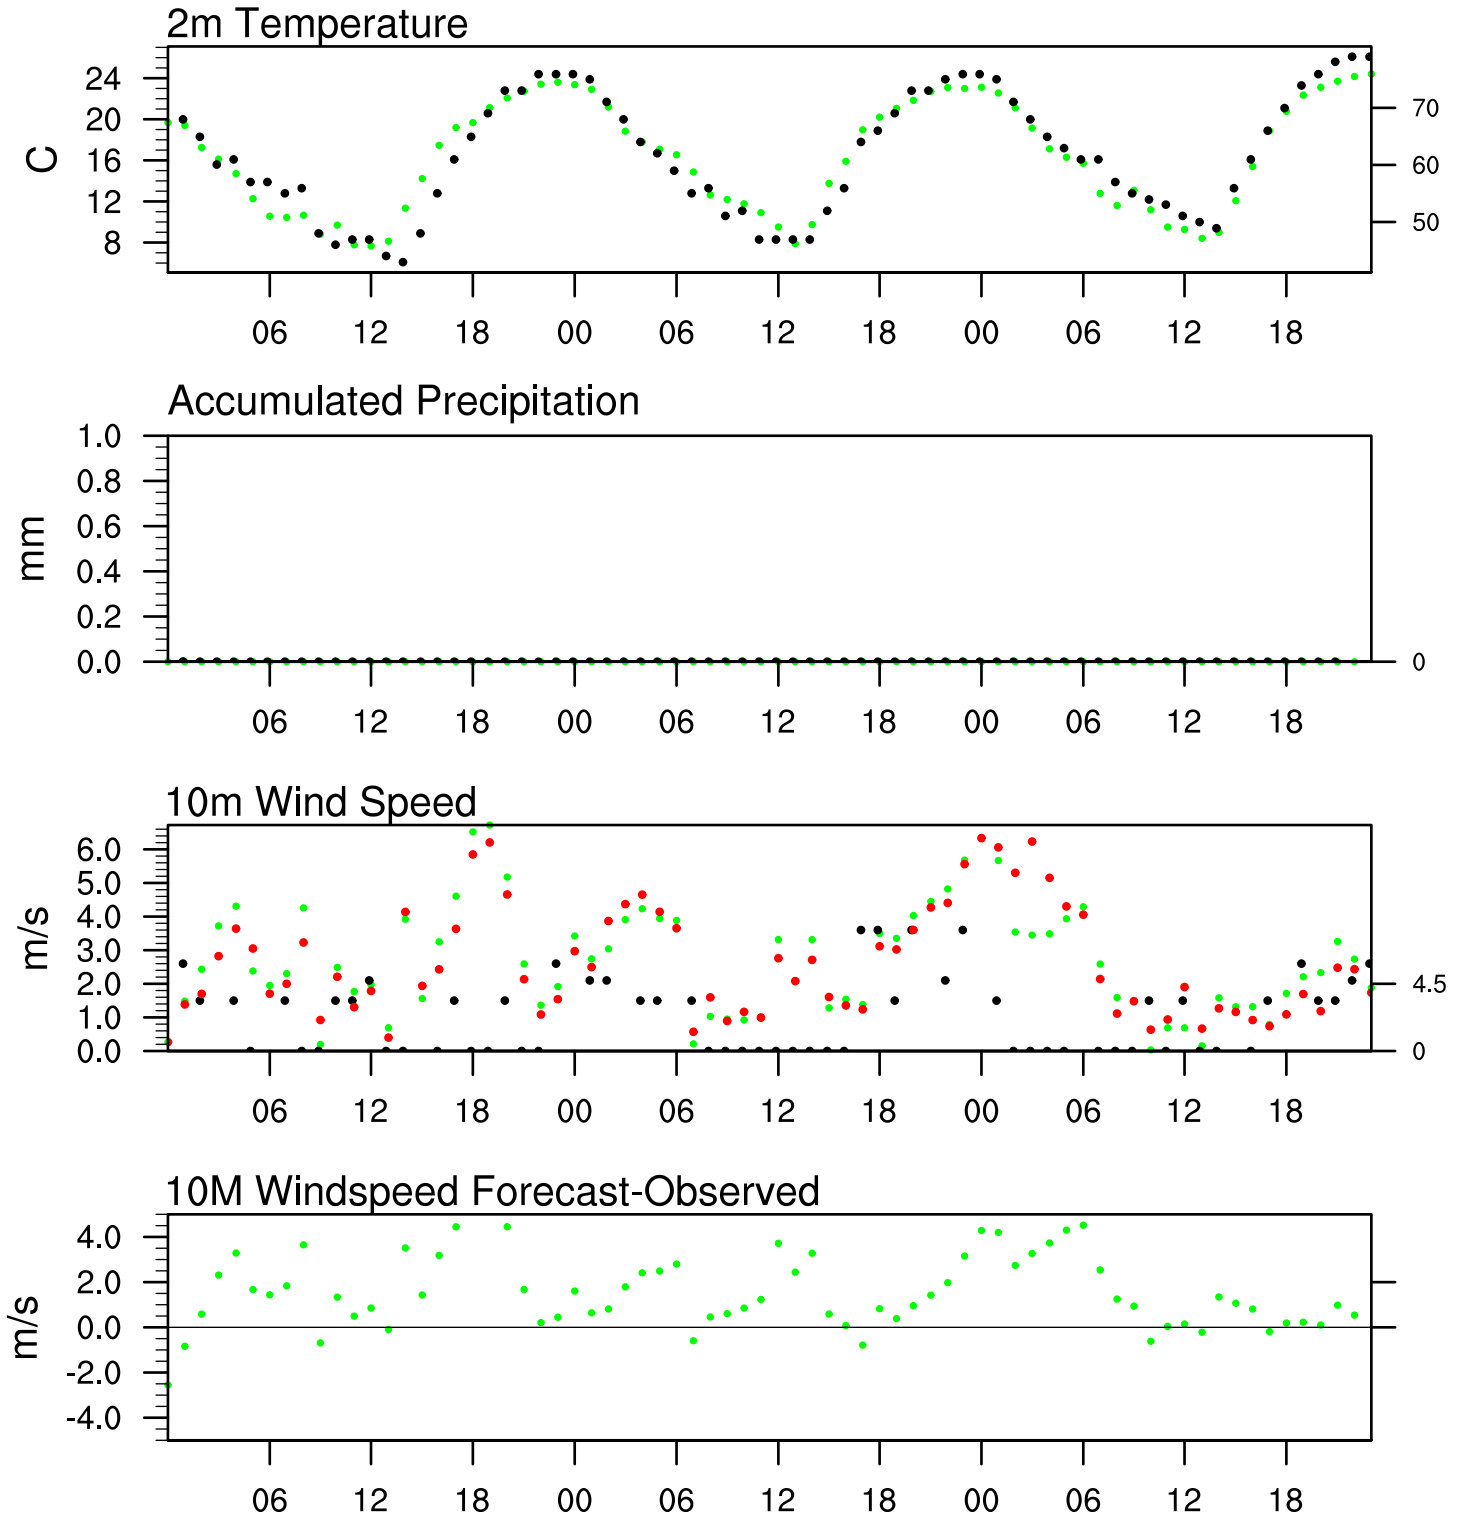 2m Temperature
24
20
16
12
8
C
70
60
50
06 12 18 00 06 12 18 00 06 12 18
Accumulated Precipitation
1.0
0.8
0.6
0.4
0.2
0.0
mm
0
06 12 18 00 06 12 18 00 06 12 18
10m Wind Speed
6.0
5.0
4.0
3.0
2.0
1.0
0.0
m/s
4.5
0
06 12 18 00 06 12 18 00 06 12 18
10M Windspeed Forecast-Observed
4.0
2.0
0.0
-2.0
-4.0
m/s
06 12 18 00 06 12 18 00 06 12 18